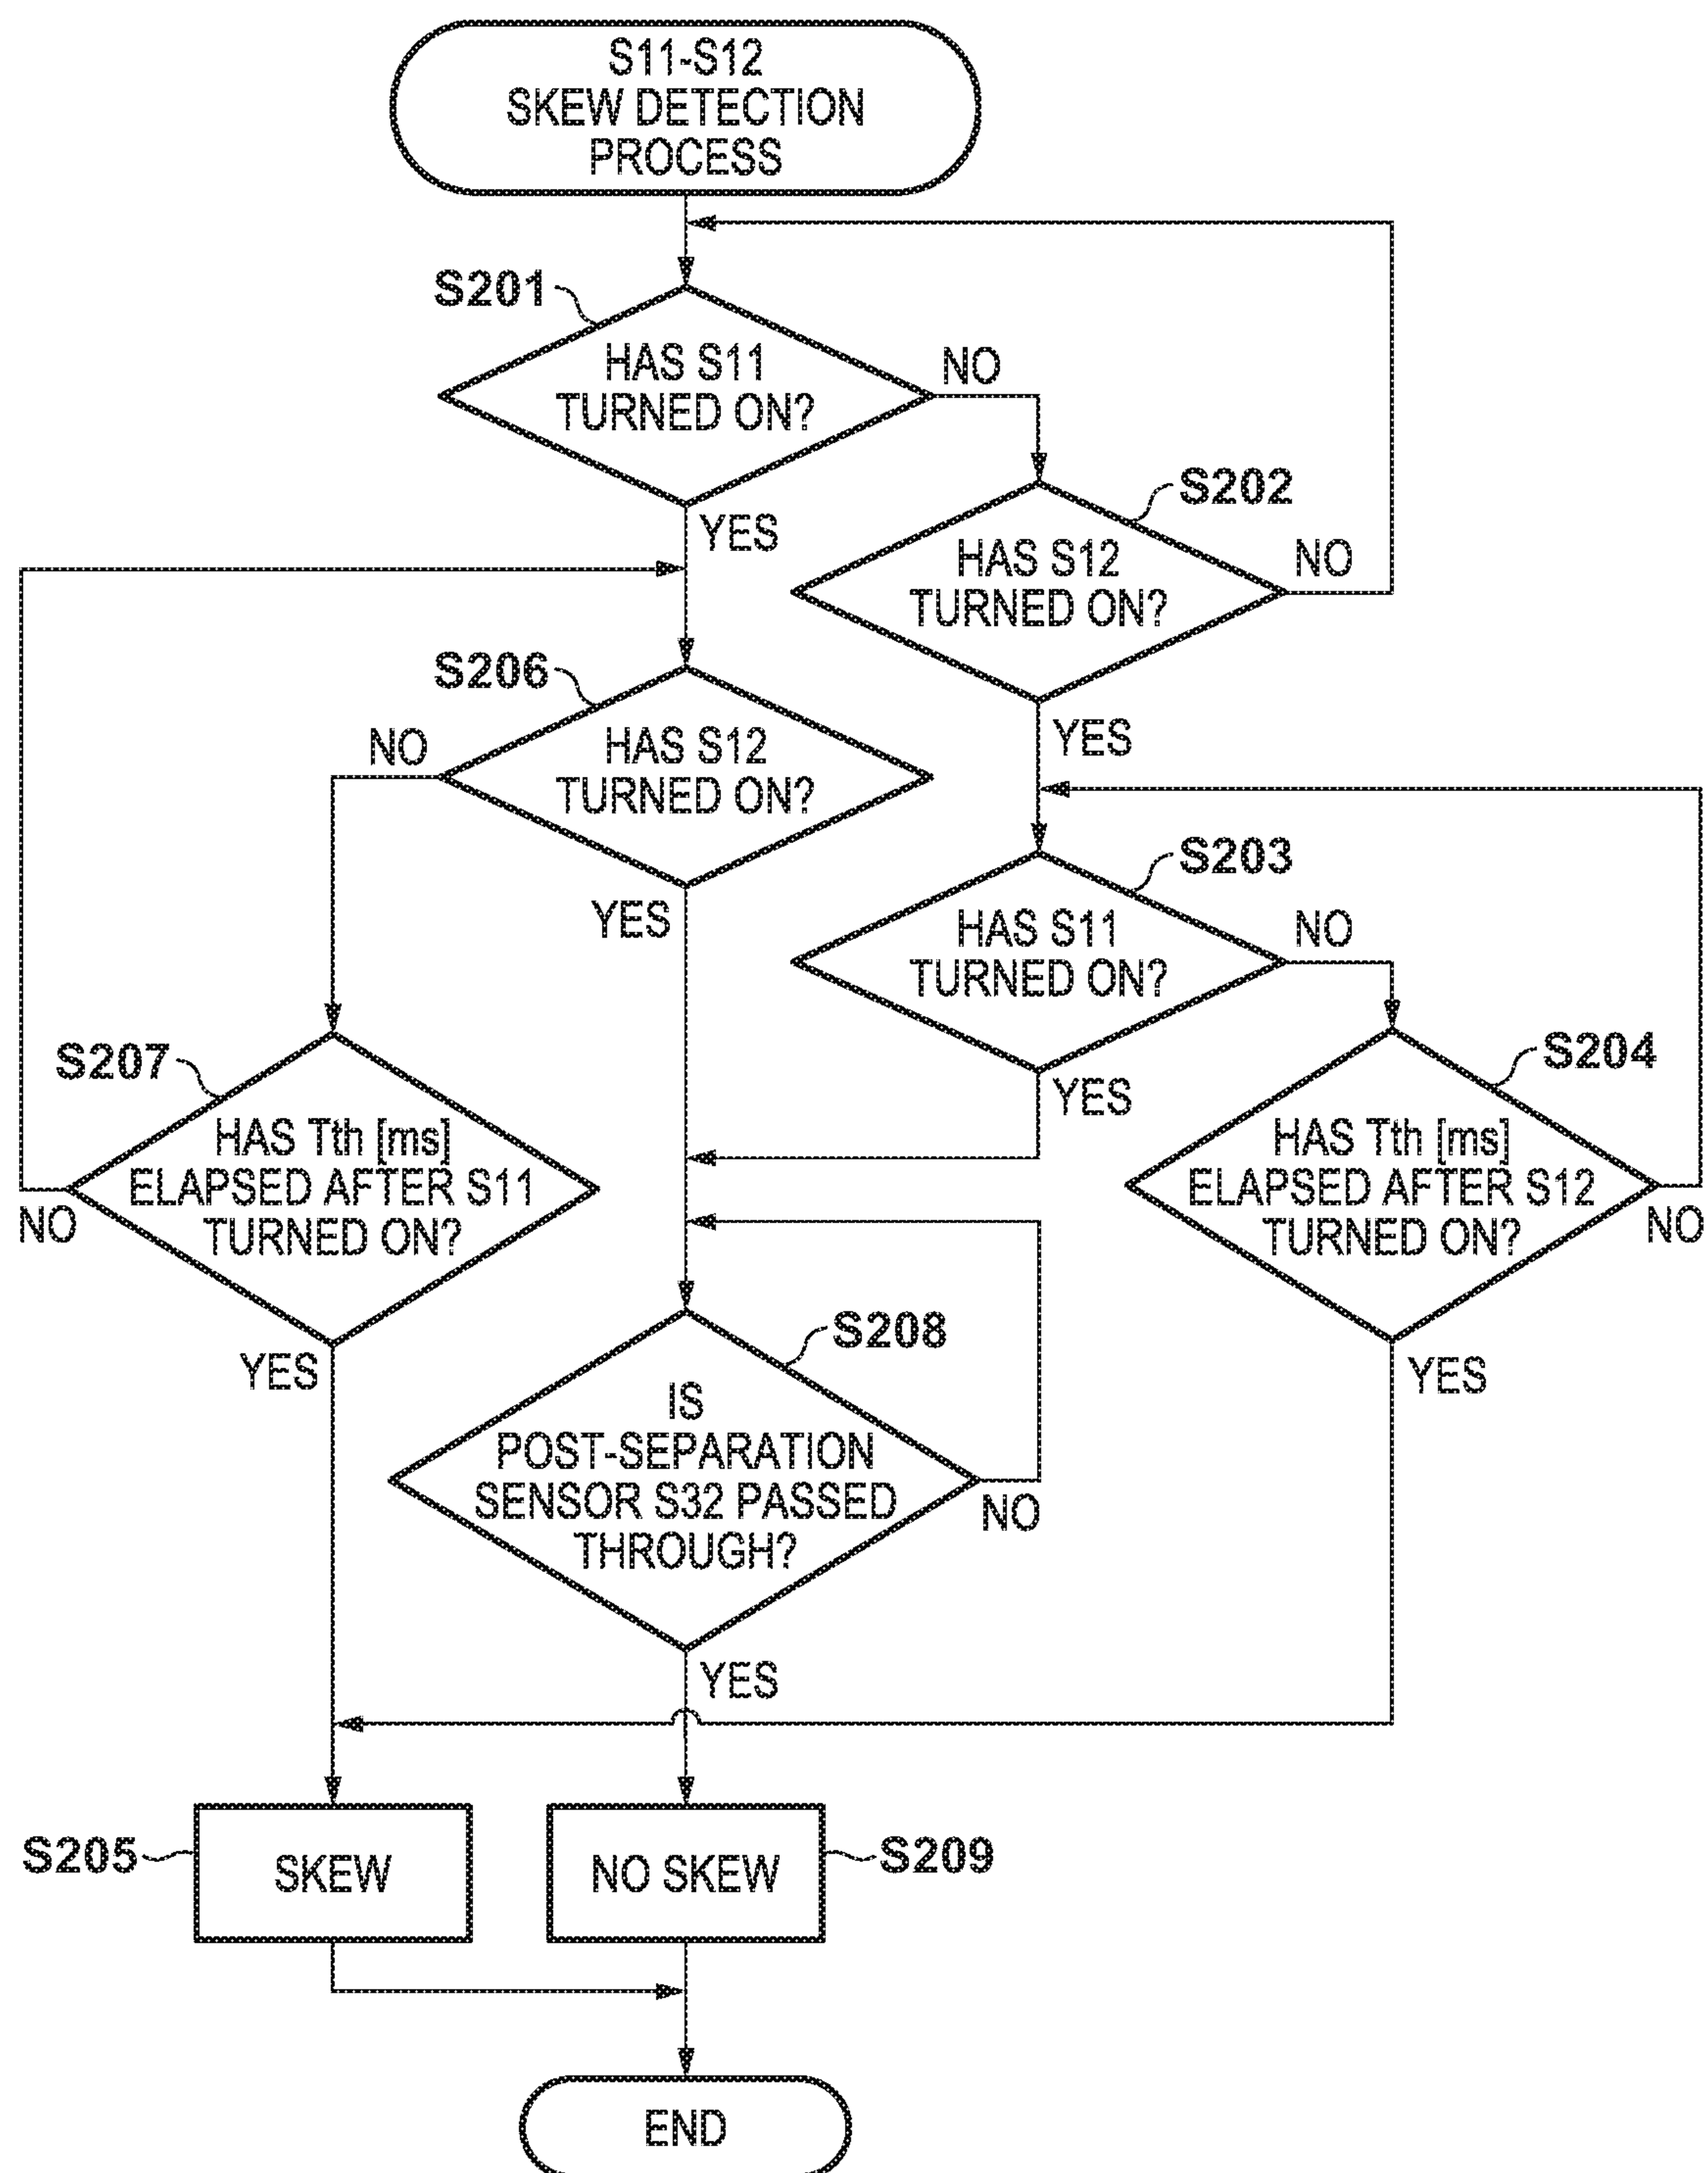 S11-S12
SKEW DETECTION
PROCESS
S201
HAS S11
TURNED ON?
NO
YES
S202
HAS S12
TURNED ON?
NO
YES
S206
HAS S12
TURNED ON?
NO
YES
S203
HAS S11
TURNED ON?
NO
YES
S207
HAS Tth [ms]
ELAPSED AFTER S11
TURNED ON?
NO
YES
S204
HAS Tth [ms]
ELAPSED AFTER S12
TURNED ON?
NO
YES
S208
IS
POST-SEPARATION
SENSOR S32 PASSED
THROUGH?
NO
YES
S205
SKEW
NO SKEW
S209
END